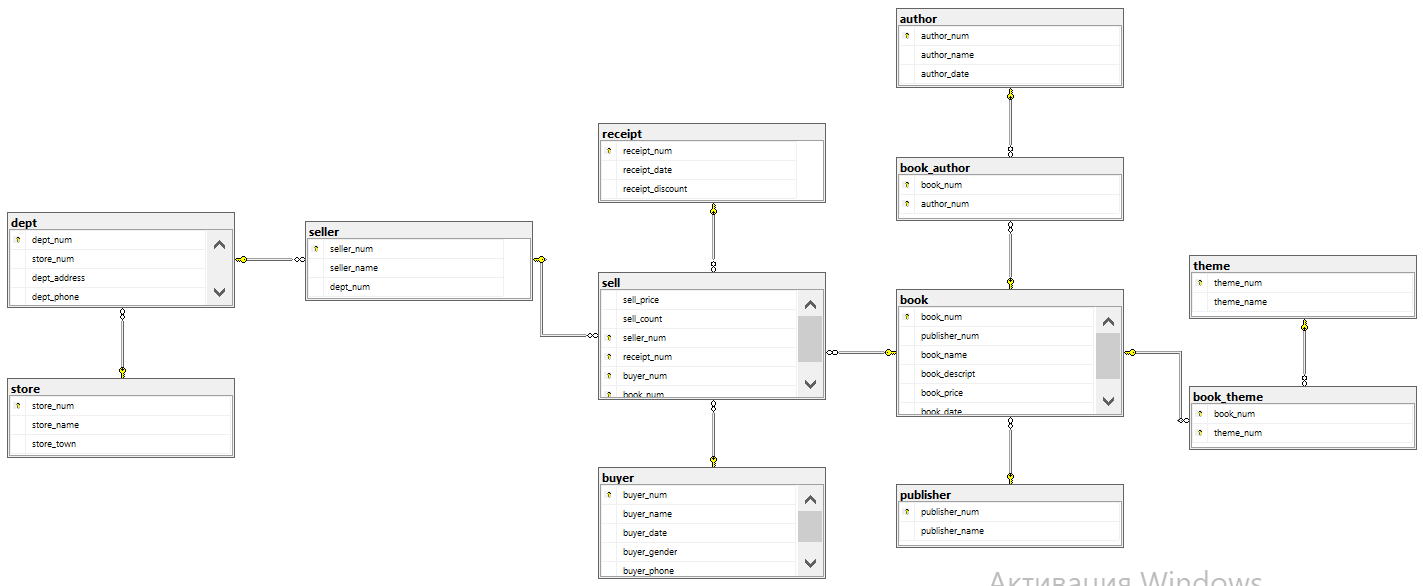 author
author_num
author_name
author_date
receipt
receipt_num
receipt_date
receipt_discount
book_author
book_num
author_num
dept
dept_num
store_num
dept_address
dept_phone
seller
seller_num
seller_name
dept_num
sell
sell_price
sell_count
seller_num
receipt_num
buyer_num
book_num
book
book_num
publisher_num
book_name
book_descript
book_price
book_date
theme
theme_num
theme_name
store
store_num
store_name
store_town
book_theme
book_num
theme_num
buyer
buyer_num
buyer_name
buyer_date
buyer_gender
buyer_phone
publisher
publisher_num
publisher_name
Активация Windows